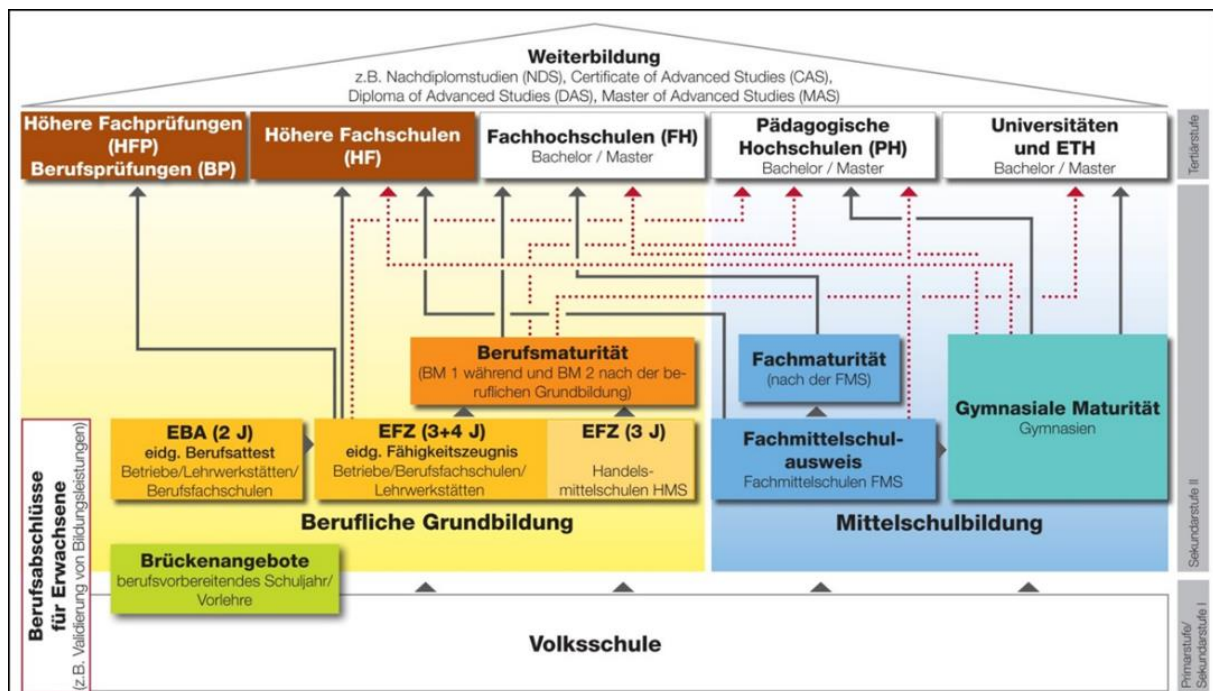 Weiterbildung
z.B. Nachdiplomstudien (NDS), Certificate of Advanced Studies (CAS),
Diploma of Advanced Studies (DAS), Master of Advanced Studies (MAS)
Höhere Fachprüfungen
(HFP)
Berufsprüfungen (BP)
Höhere Fachschulen
(HF)
Fachhochschulen (FH)
Bachelor / Master
Pädagogische
Hochschulen (PH)
Bachelor / Master
Universitäten
und ETH
Bachelor / Master
Tertiärstufe
Berufsmaturität
(BM 1 während und BM 2 nach der be-
ruflichen Grundbildung)
Fachmaturität
(nach der FMS)
Gymnasiale Maturität
Gymnasien
EBA (2 J)
eidg. Berufsattest
Betriebe/Lehrwerkstätten/
Berufsfachschulen
EFZ (3+4 J)
eidg. Fähigkeitszeugnis
Betriebe/Berufsfachschulen/
Lehrwerkstätten
EFZ (3 J)
Handels-
mittelschulen HMS
Fachmittelschul-
ausweis
Fachmittelschulen FMS
Berufliche Grundbildung
Mittelschulbildung
Sekundarstufe II
Brückenangebote
berufsvorbereitendes Schuljahr/
Vorlehre
Berufsabschlüsse
für Erwachsene
(z.B. Validierung von Bildungsleistungen)
Volksschule
Primarstufe/
Sekundarstufe I